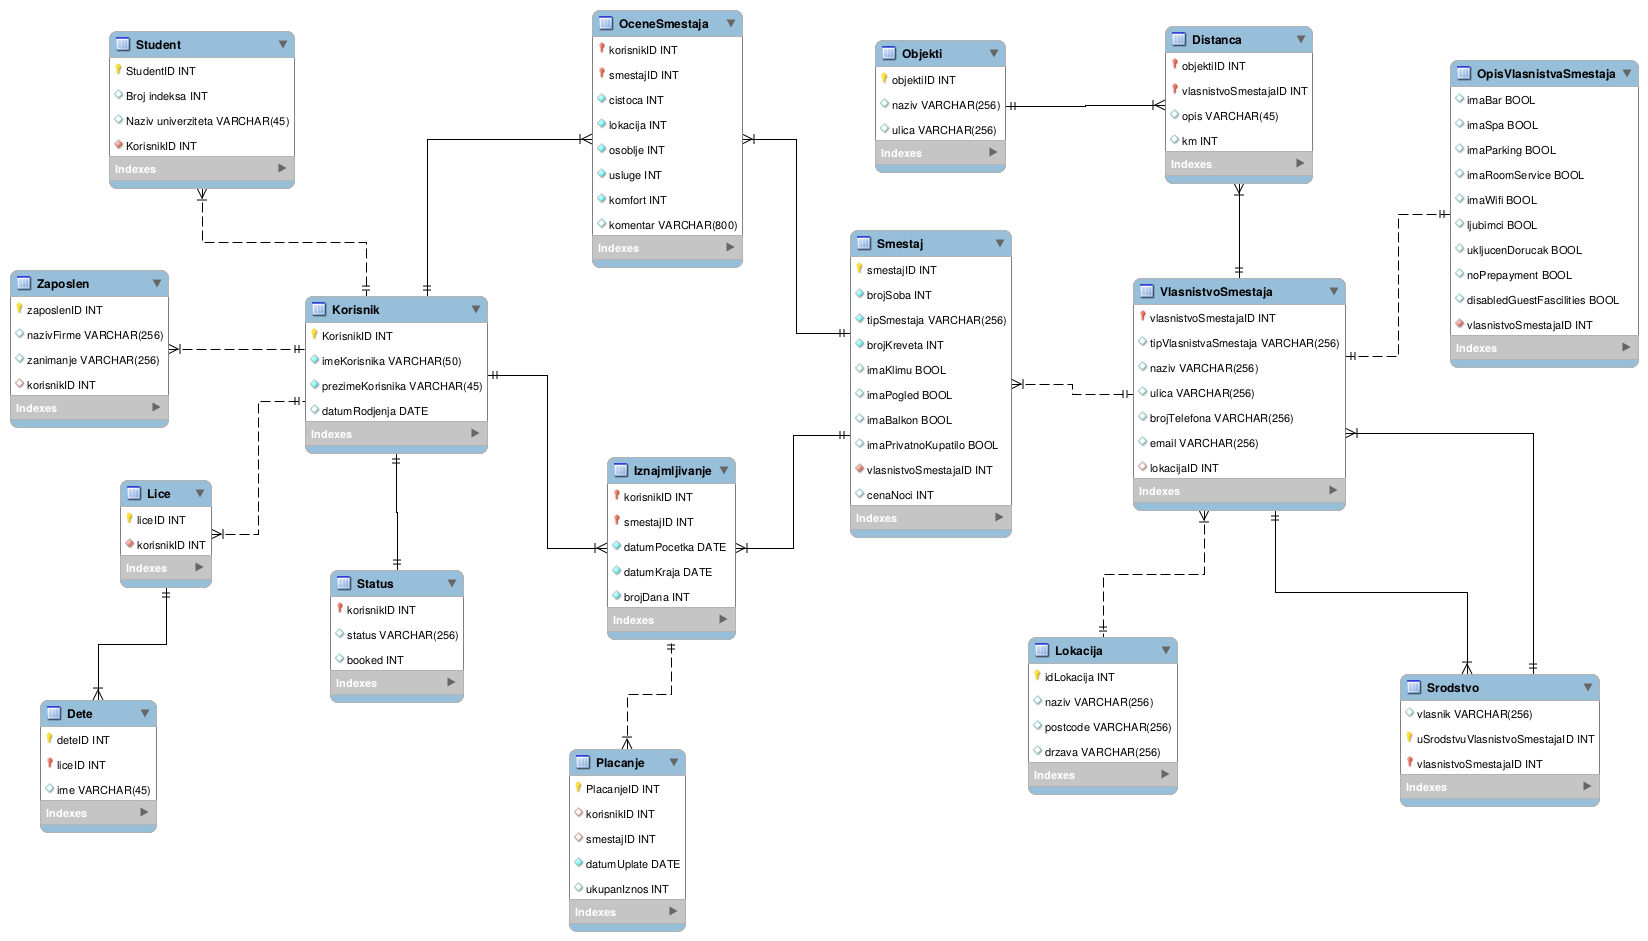 Student
StudentID INT
Broj indeksa INT
Naziv univerziteta VARCHAR(45)
KorisnikID INT
Indexes
OceneSmestaja
korisnikID INT
smestajID INT
cistoca INT
lokacija INT
osoblje INT
usluge INT
komfort INT
komentar VARCHAR(800)
Indexes
Objekti
objektiID INT
naziv VARCHAR(256)
ulica VARCHAR(256)
Indexes
Distanca
objektiID INT
vlasnistvoSmestajaID INT
opis VARCHAR(45)
km INT
Indexes
OpisVlasnistvaSmestaja
imaBar BOOL
imaSpa BOOL
imaParking BOOL
imaRoomService BOOL
imaWifi BOOL
ljubimci BOOL
ukljucenDorucak BOOL
noPrepayment BOOL
disabledGuestFascilities BOOL
vlasnistvoSmestajaID INT
Indexes
Zaposlen
zaposlenID INT
nazivFirme VARCHAR(256)
zanimanje VARCHAR(256)
korisnikID INT
Indexes
Korisnik
KorisnikID INT
imeKorisnika VARCHAR(50)
prezimeKorisnika VARCHAR(45)
datumRodjenja DATE
Indexes
Smestaj
smestajID INT
brojSoba INT
tipSmestaja VARCHAR(256)
brojKreveta INT
imaKlimu BOOL
imaPogled BOOL
imaBalkon BOOL
imaPrivatnoKupatilo BOOL
vlasnistvoSmestajaID INT
cenaNoci INT
Indexes
VlasnistvoSmestaja
vlasnistvoSmestajaID INT
tipVlasnistvaSmestaja VARCHAR(256)
naziv VARCHAR(256)
ulica VARCHAR(256)
brojTelefona VARCHAR(256)
email VARCHAR(256)
lokacijaID INT
Indexes
Lice
liceID INT
korisnikID INT
Indexes
Status
korisnikID INT
status VARCHAR(256)
booked INT
Indexes
Iznajmljivanje
korisnikID INT
smestajID INT
datumPocetka DATE
datumKraja DATE
brojDana INT
Indexes
Dete
deteID INT
liceID INT
ime VARCHAR(45)
Indexes
Placanje
PlacanjeID INT
korisnikID INT
smestajID INT
datumUplate DATE
ukupanIznos INT
Indexes
Lokacija
idLokacija INT
naziv VARCHAR(256)
postcode VARCHAR(256)
drzava VARCHAR(256)
Indexes
Srodstvo
vlasnik VARCHAR(256)
uSrodstvuVlasnistvoSmestajaID INT
vlasnistvoSmestajaID INT
Indexes